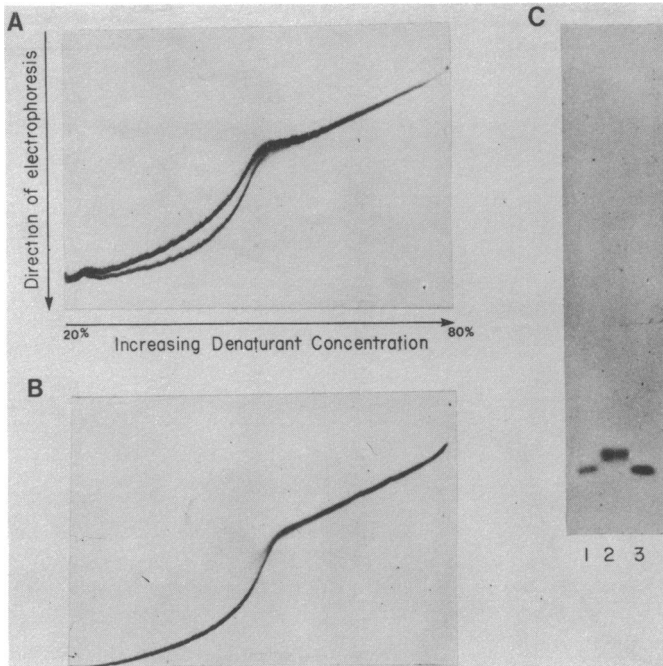 A
C
Direction of electrophoresis
20%
80%
Increasing Denaturant Concentration
B
1 2 3